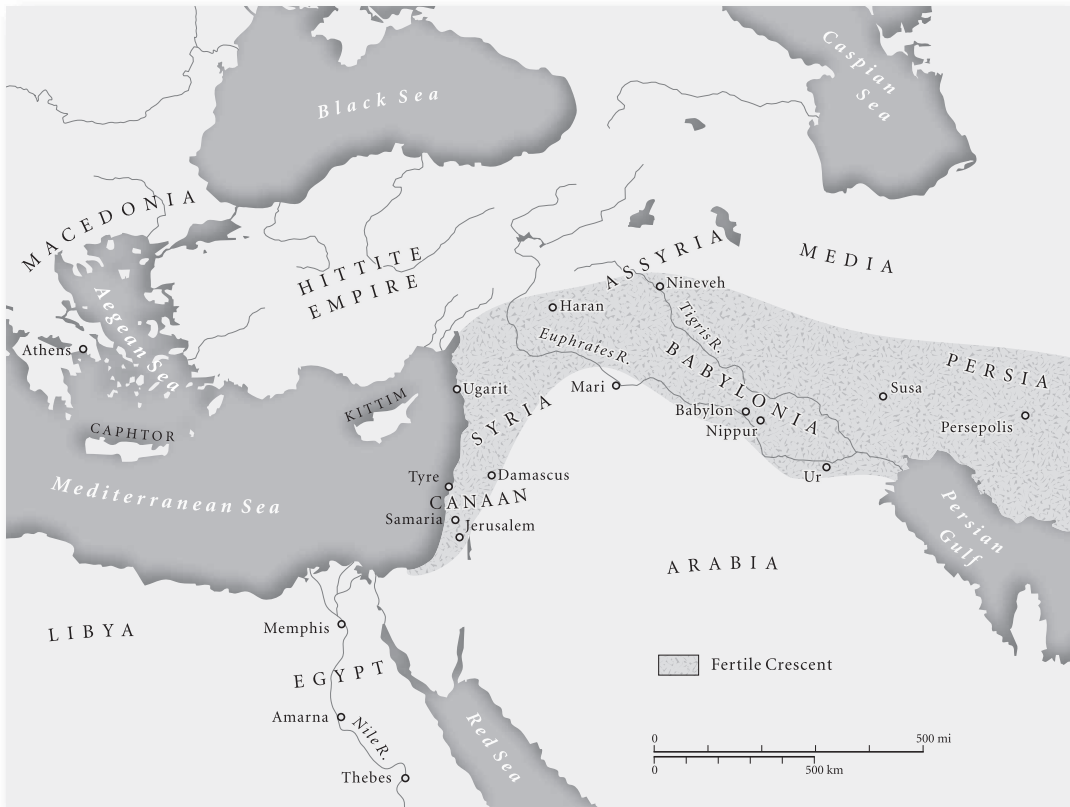 Caspian
Sea
Black Sea
MACEDONIA
HITTITE
EMPIRE
ASSYRIA
MEDIA
Nineveh
Haran
Tigris R.
Aegean Sea
Athens
Euphrates R.
BABYLONIA
PERSIA
Mari
Ugarit
Susa
KITTIM
SYRIA
Babylon
Nippur
Persepolis
CAPHTOR
Tyre
Damascus
Ur
Mediterranean Sea
CANAAN
Samaria
Jerusalem
Persian
Gulf
ARABIA
LIBYA
Memphis
EGYPT
Fertile Crescent
Amarna
Nile R.
Red Sea
Thebes
0 500 mi
0 500 km